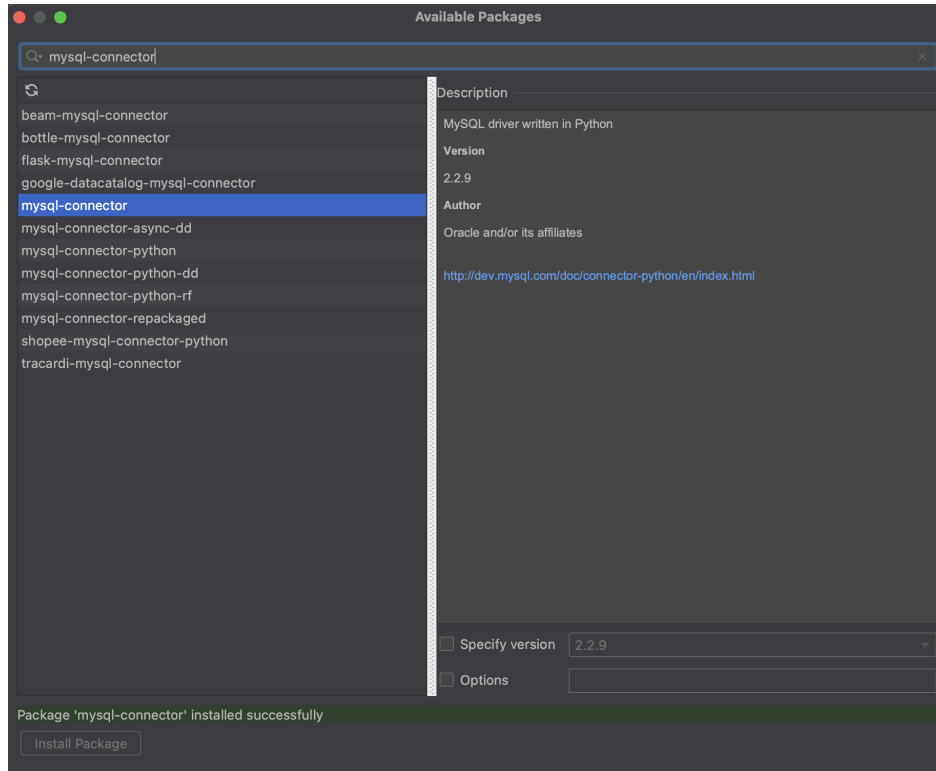 Available Packages
mysql-connector
Description
beam-mysql-connector
bottle-mysql-connector
flask-mysql-connector
google-datacatalog-mysql-connector
mysql-connector
mysql-connector-async-dd
mysql-connector-python
mysql-connector-python-dd
mysql-connector-python-rf
mysql-connector-repackaged
shopee-mysql-connector-python
tracardi-mysql-connector
MySQL driver written in Python
Version
2.2.9
Author
Oracle and/or its affiliates
http://dev.mysql.com/doc/connector-python/en/index.html
Specify version 2.2.9
Options
Package 'mysql-connector' installed successfully
Install Package